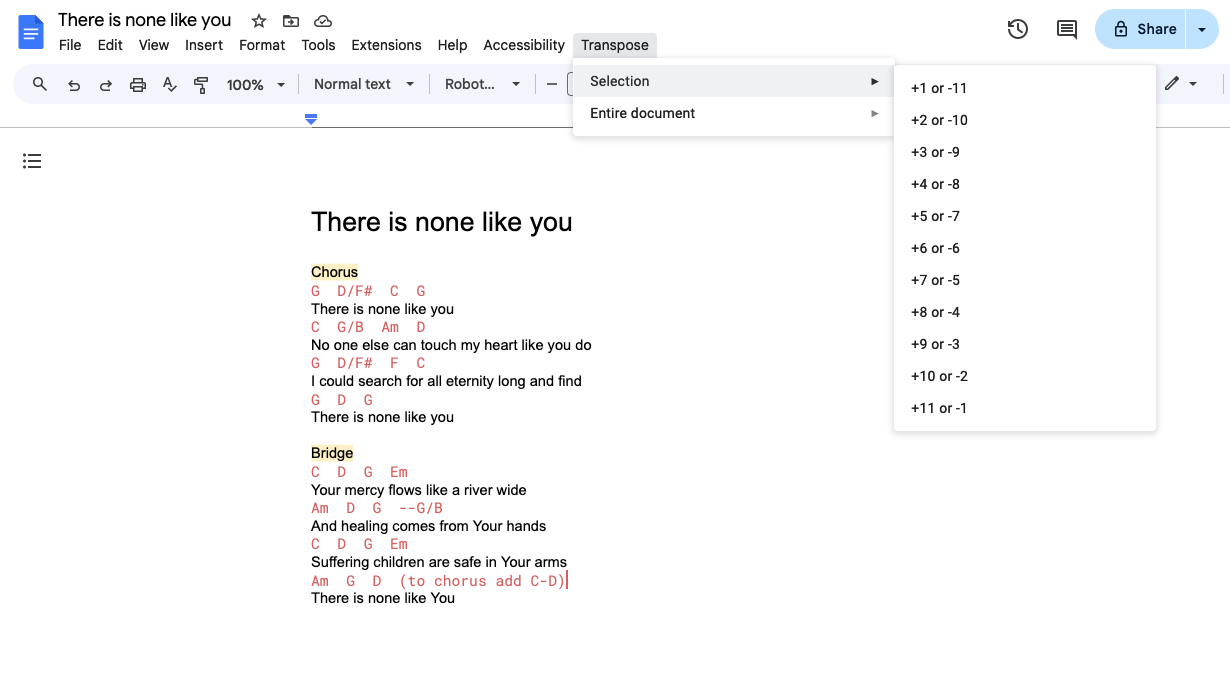 There is none like you
File Edit View Insert Format Tools Extensions Help Accessibility Transpose
Share
100% Normal text Robot...
Selection
Entire document
+1 or -11
+2 or -10
+3 or -9
+4 or -8
+5 or -7
+6 or -6
+7 or -5
+8 or -4
+9 or -3
+10 or -2
+11 or -1
There is none like you
Chorus
G  D/F#  C  G
There is none like you
C  G/B  Am  D
No one else can touch my heart like you do
G  D/F#  F  C
I could search for all eternity long and find
G  D  G
There is none like you
Bridge
C  D  G  Em
Your mercy flows like a river wide
Am  D  G  --G/B
And healing comes from Your hands
C  D  G  Em
Suffering children are safe in Your arms
Am  G  D  (to chorus add C-D)
There is none like You